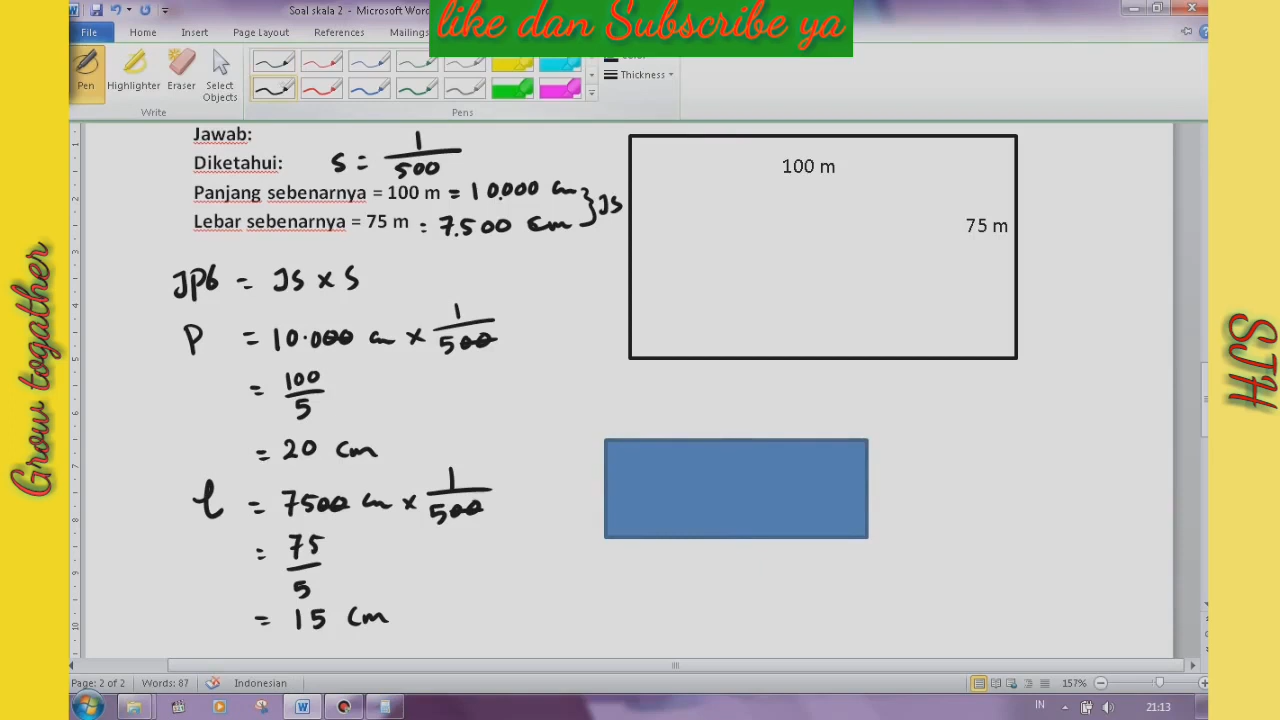 like dan Subscribe ya
Soal skala 2 - Microsoft Wor
File Home Insert Page Layout References Mailings
Pen Highlighter Eraser Select Objects
Thickness
Write Pens
Jawab:
Diketahui: S = 1/500
Panjang sebenarnya = 100 m = 10.000 cm
Lebar sebenarnya = 75 m = 7.500 cm } JS
100 m
75 m
JPG = JS x S
P = 10.000 cm x 1/500
= 100/5
= 20 cm
l = 7500 cm x 1/500
= 75/5
= 15 cm
Grow togather
SJH
Page: 2 of 2 Words: 87 Indonesian 157%
IN 21:13